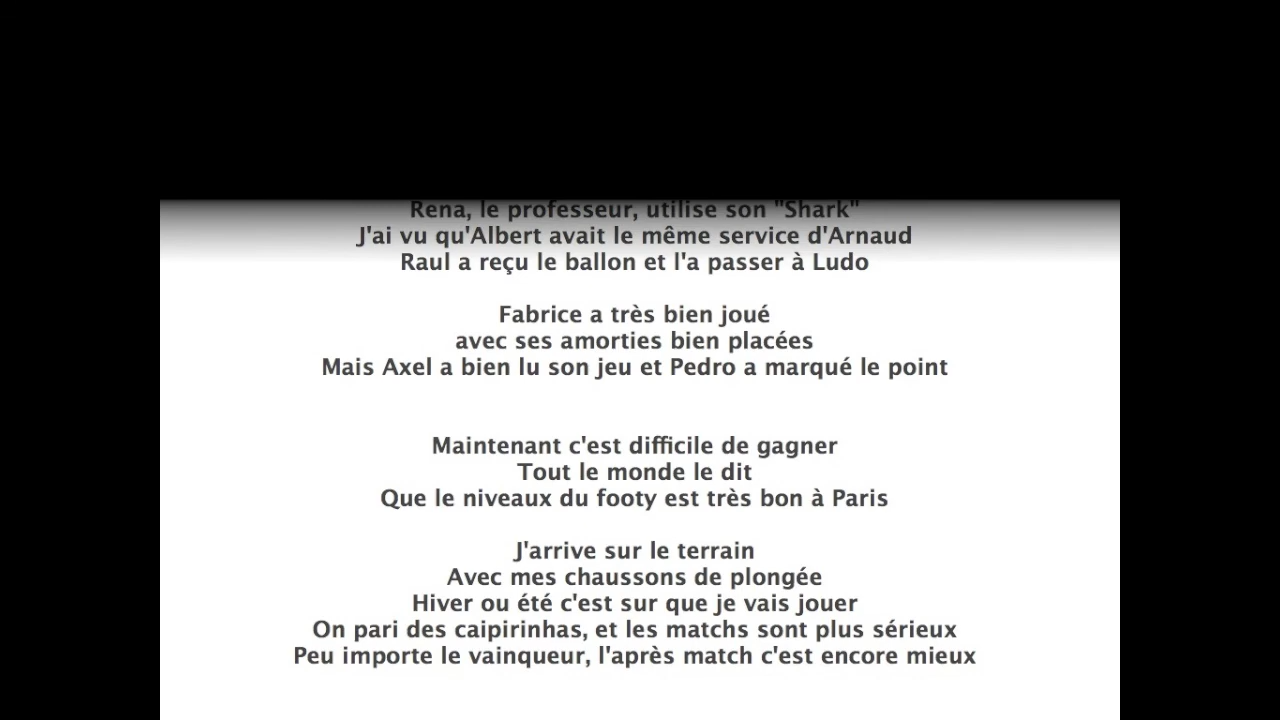 Rena, le professeur, utilise son "Shark"
J'ai vu qu'Albert avait le même service d'Arnaud
Raul a reçu le ballon et l'a passer à Ludo
Fabrice a très bien joué
avec ses amorties bien placées
Mais Axel a bien lu son jeu et Pedro a marqué le point
Maintenant c'est difficile de gagner
Tout le monde le dit
Que le niveaux du footy est très bon à Paris
J'arrive sur le terrain
Avec mes chaussons de plongée
Hiver ou été c'est sur que je vais jouer
On pari des caipirinhas, et les matchs sont plus sérieux
Peu importe le vainqueur, l'après match c'est encore mieux